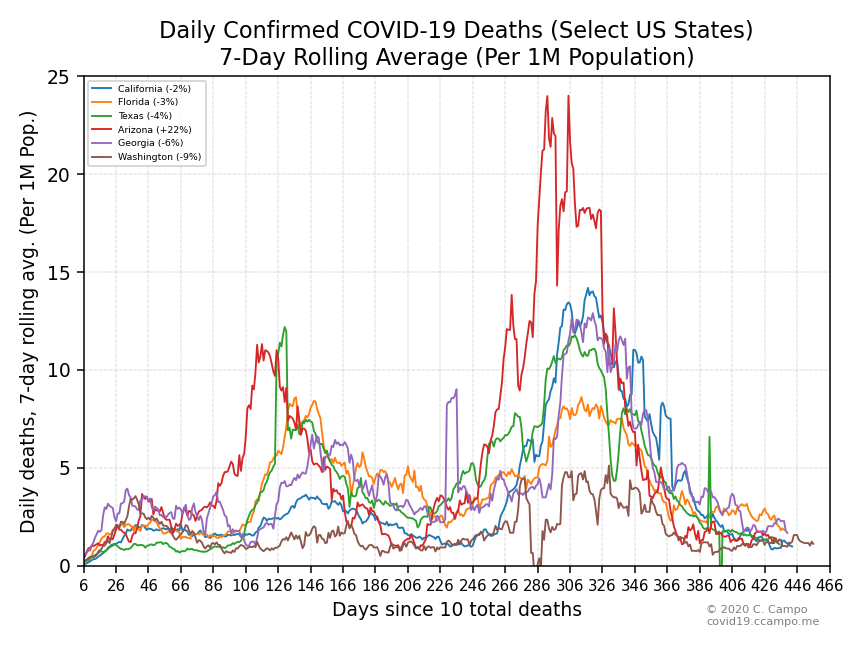 Daily Confirmed COVID-19 Deaths (Select US States)
7-Day Rolling Average (Per 1M Population)
Daily deaths, 7-day rolling avg. (Per 1M Pop.)
25
20
15
10
5
0
California (-2%)
Florida (-3%)
Texas (-4%)
Arizona (+22%)
Georgia (-6%)
Washington (-9%)
6 26 46 66 86 106 126 146 166 186 206 226 246 266 286 306 326 346 366 386 406 426 446 466
Days since 10 total deaths
© 2020 C. Campo
covid19.ccampo.me